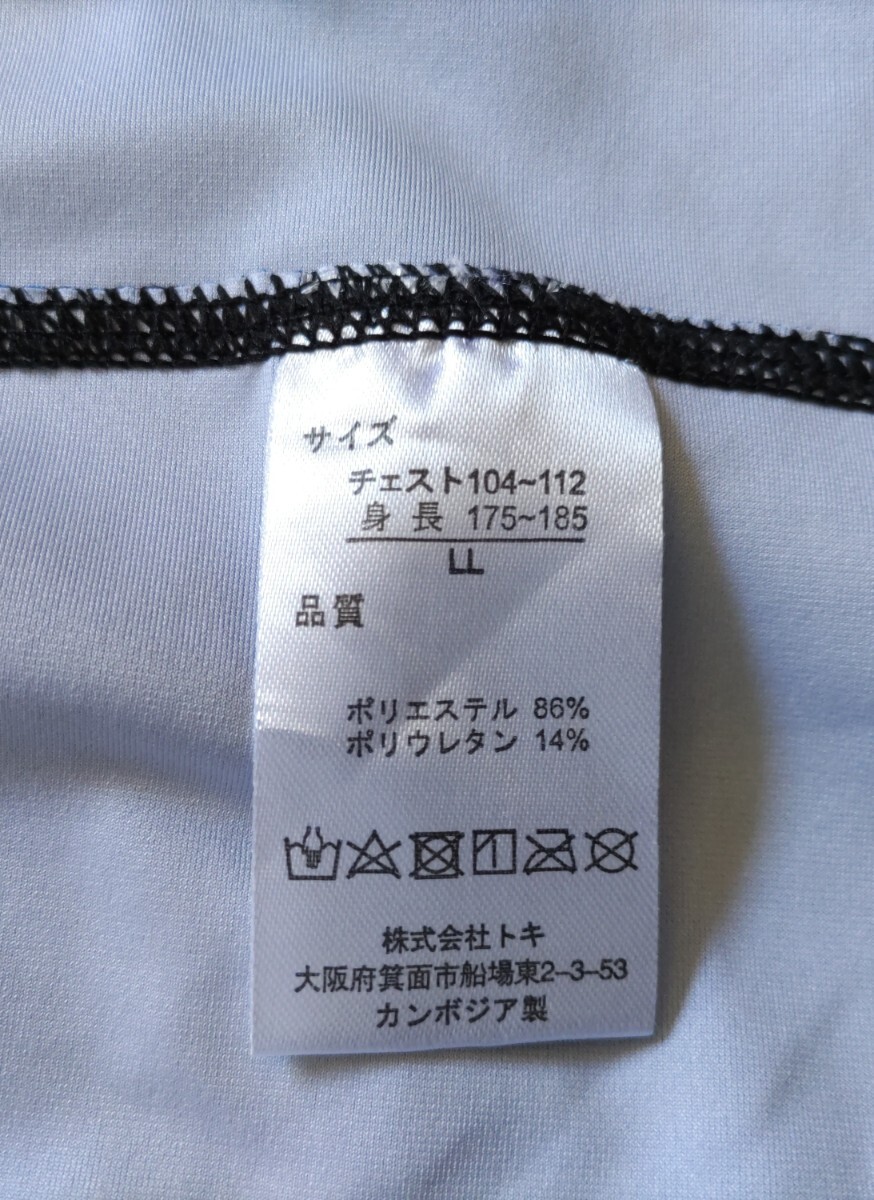 サイズ
チェスト104~112
身長 175~185
LL
品質
ポリエステル 86%
ポリウレタン 14%
株式会社トキ
大阪府箕面市船場東2-3-53
カンボジア製